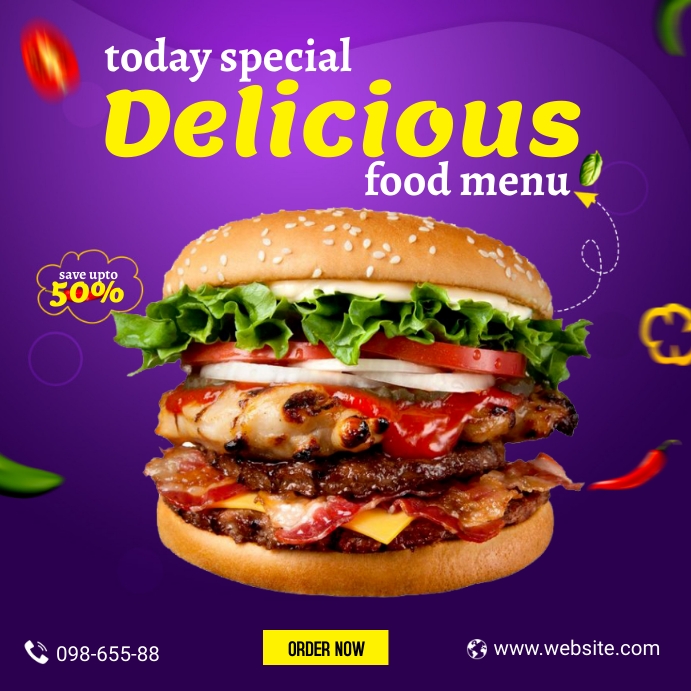 today special
Delicious
food menu
save upto
50%
098-655-88
ORDER NOW
www.website.com